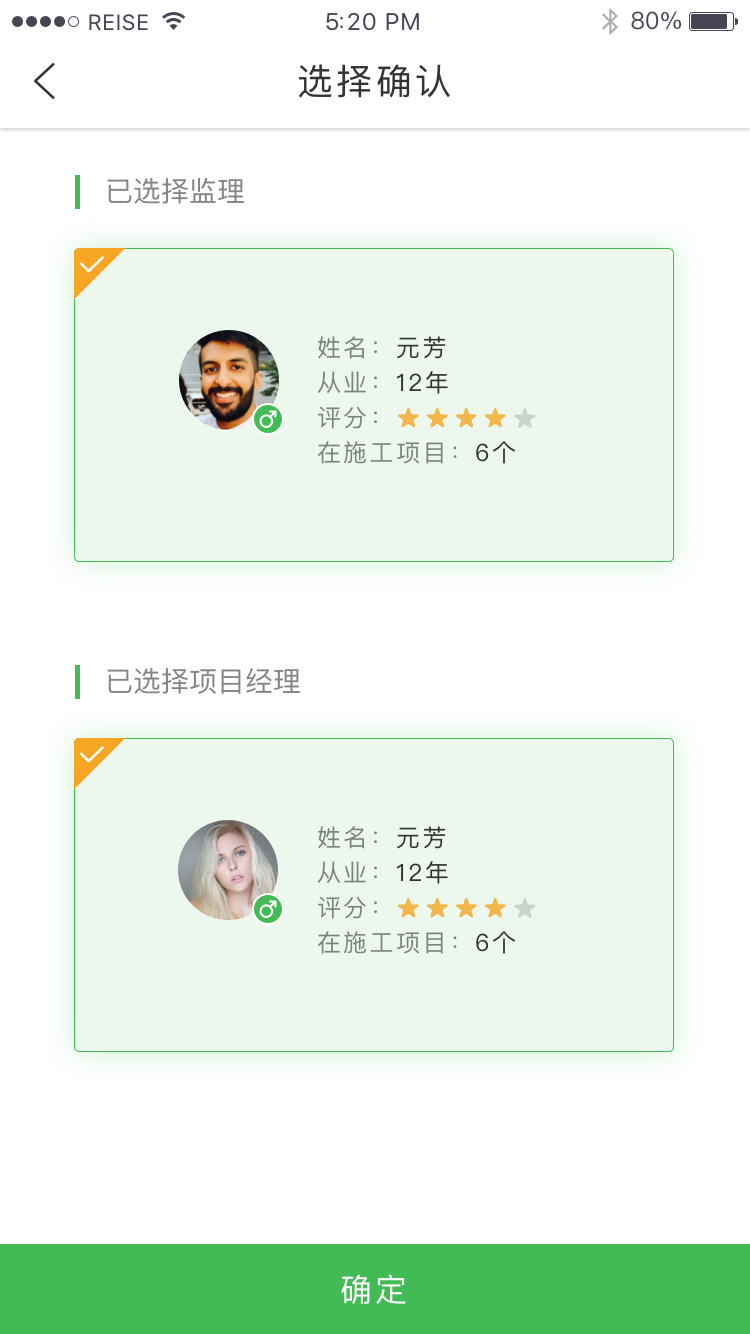 REISE 5:20 PM 80%
选择确认
已选择监理
姓名：元芳
从业：12年
评分：
在施工项目：6个
已选择项目经理
姓名：元芳
从业：12年
评分：
在施工项目：6个
确定